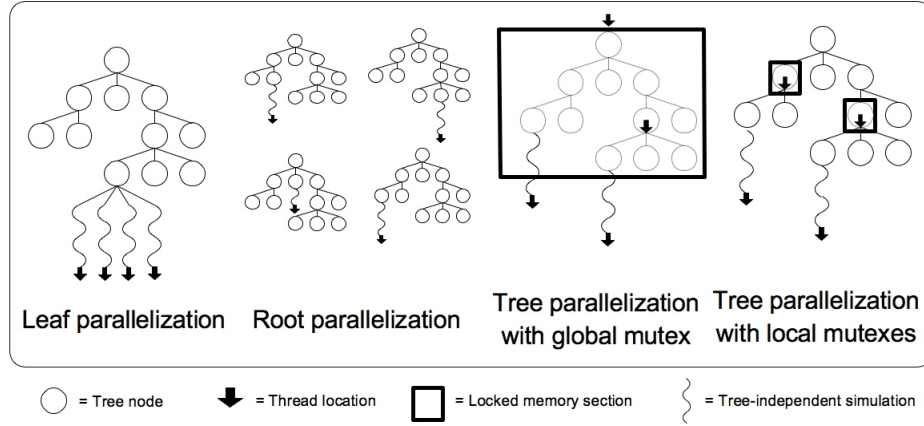 Leaf parallelization
Root parallelization
Tree parallelization
with global mutex
Tree parallelization
with local mutexes
= Tree node
= Thread location
= Locked memory section
= Tree-independent simulation